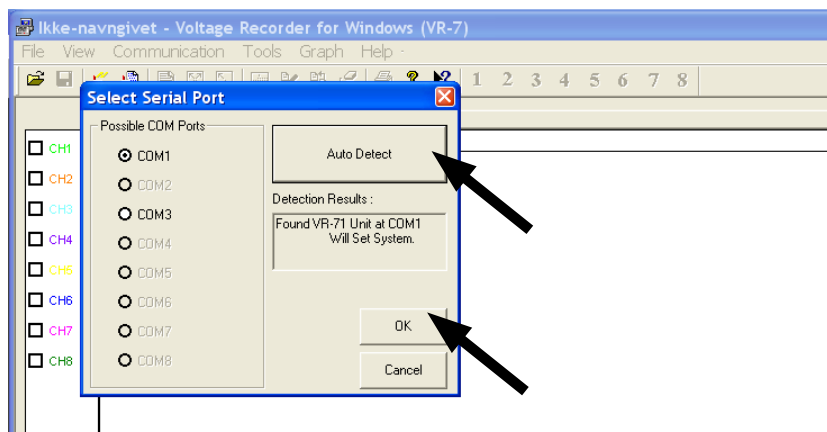 Ikke-navngivet - Voltage Recorder for Windows (VR-7)
File View Communication Tools Graph Help
1 2 3 4 5 6 7 8
Select Serial Port
Possible COM Ports
COM1
COM2
COM3
COM4
COM5
COM6
COM7
COM8
Auto Detect
Detection Results :
Found VR-71 Unit at COM1
Will Set System.
OK
Cancel
CH1
CH2
CH3
CH4
CH5
CH6
CH7
CH8